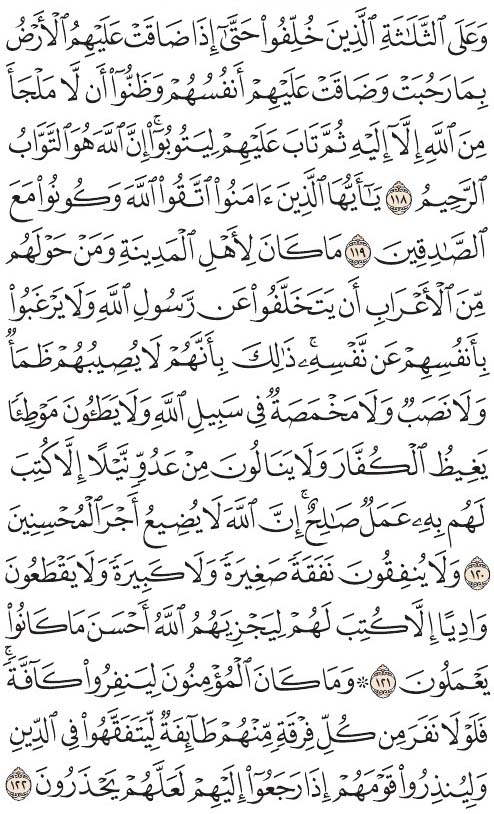 وَعَلَى ٱلثَّلَٰثَةِ ٱلَّذِينَ خُلِّفُوا۟ حَتَّىٰٓ إِذَا ضَاقَتْ عَلَيْهِمُ ٱلْأَرْضُ
بِمَا رَحُبَتْ وَضَاقَتْ عَلَيْهِمْ أَنفُسُهُمْ وَظَنُّوٓا۟ أَن لَّا مَلْجَأَ
مِنَ ٱللَّهِ إِلَّآ إِلَيْهِ ثُمَّ تَابَ عَلَيْهِمْ لِيَتُوبُوٓا۟ۚ إِنَّ ٱللَّهَ هُوَ ٱلتَّوَّابُ
ٱلرَّحِيمُ ١١٨ يَٰٓأَيُّهَا ٱلَّذِينَ ءَامَنُوا۟ ٱتَّقُوا۟ ٱللَّهَ وَكُونُوا۟ مَعَ
ٱلصَّٰدِقِينَ ١١٩ مَا كَانَ لِأَهْلِ ٱلْمَدِينَةِ وَمَنْ حَوْلَهُم
مِّنَ ٱلْأَعْرَابِ أَن يَتَخَلَّفُوا۟ عَن رَّسُولِ ٱللَّهِ وَلَا يَرْغَبُوا۟
بِأَنفُسِهِمْ عَن نَّفْسِهِۦۚ ذَٰلِكَ بِأَنَّهُمْ لَا يُصِيبُهُمْ ظَمَأٌ
وَلَا نَصَبٌ وَلَا مَخْمَصَةٌ فِى سَبِيلِ ٱللَّهِ وَلَا يَطَـُٔونَ مَوْطِئًا
يَغِيظُ ٱلْكُفَّارَ وَلَا يَنَالُونَ مِنْ عَدُوٍّ نَّيْلًا إِلَّا كُتِبَ
لَهُم بِهِۦ عَمَلٌ صَٰلِحٌۚ إِنَّ ٱللَّهَ لَا يُضِيعُ أَجْرَ ٱلْمُحْسِنِينَ
١٢٠ وَلَا يُنفِقُونَ نَفَقَةً صَغِيرَةً وَلَا كَبِيرَةً وَلَا يَقْطَعُونَ
وَادِيًا إِلَّا كُتِبَ لَهُمْ لِيَجْزِيَهُمُ ٱللَّهُ أَحْسَنَ مَا كَانُوا۟
يَعْمَلُونَ ١٢١ ۞ وَمَا كَانَ ٱلْمُؤْمِنُونَ لِيَنفِرُوا۟ كَآفَّةًۚ
فَلَوْلَا نَفَرَ مِن كُلِّ فِرْقَةٍ مِّنْهُمْ طَآئِفَةٌ لِّيَتَفَقَّهُوا۟ فِى ٱلدِّينِ
وَلِيُنذِرُوا۟ قَوْمَهُمْ إِذَا رَجَعُوٓا۟ إِلَيْهِمْ لَعَلَّهُمْ يَحْذَرُونَ ١٢٢